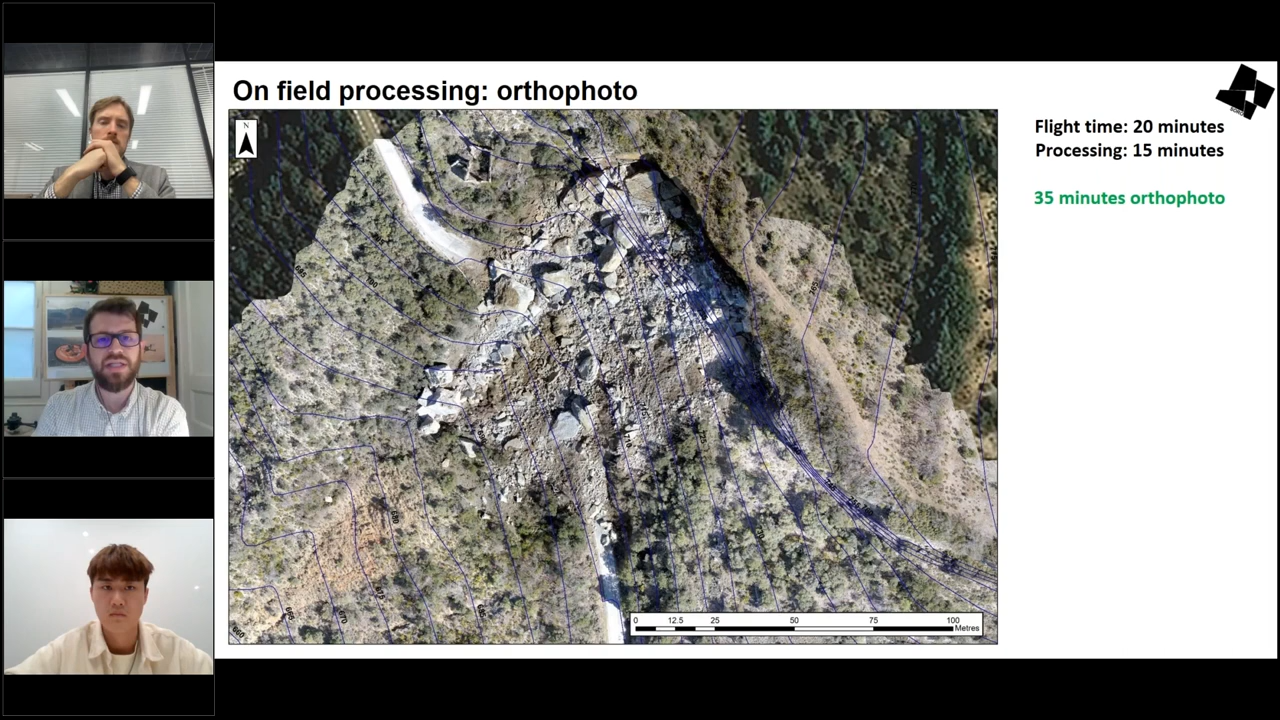 On field processing: orthophoto
N
Flight time: 20 minutes
Processing: 15 minutes
35 minutes orthophoto
0 12.5 25 50 75 100
Metres